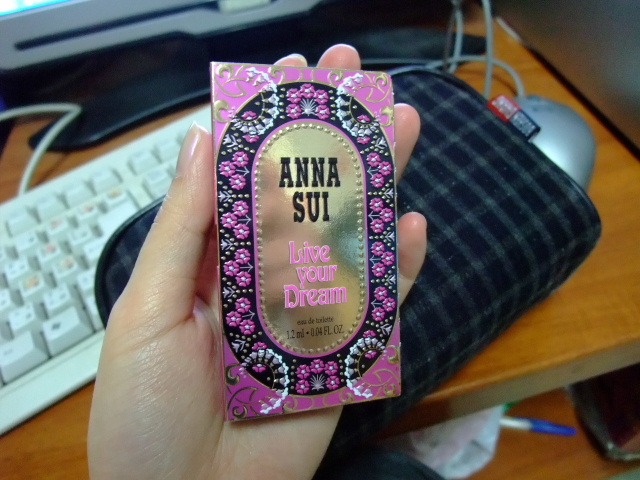 ANNA
SUI
Live
your
Dream
eau de toilette
1.2 ml • 0.04 FL. OZ.